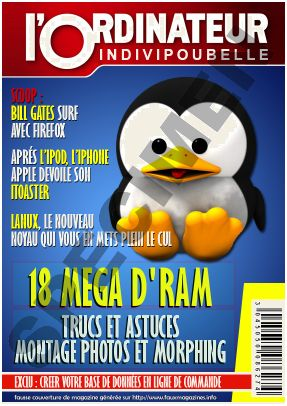 l'ORDINATEUR
INDIVIPOUBELLE
SCOOP :
BILL GATES SURF
AVEC FIREFOX
APRÉS L'IPOD, L'IPHONE
APPLE DEVOILE SON
ITOASTER
LAHUX, LE NOUVEAU
NOYAU QUI VOUS EN METS PLEIN LE CUL
SPECIMEN
18 MEGA D'RAM
TRUCS ET ASTUCES
MONTAGE PHOTOS ET MORPHING
EXCLU : CREER VOTRE BASE DE DONNÉES EN LIGNE DE COMMANDE
fausse couverture de magazine générée sur http://www.fauxmagazines.info